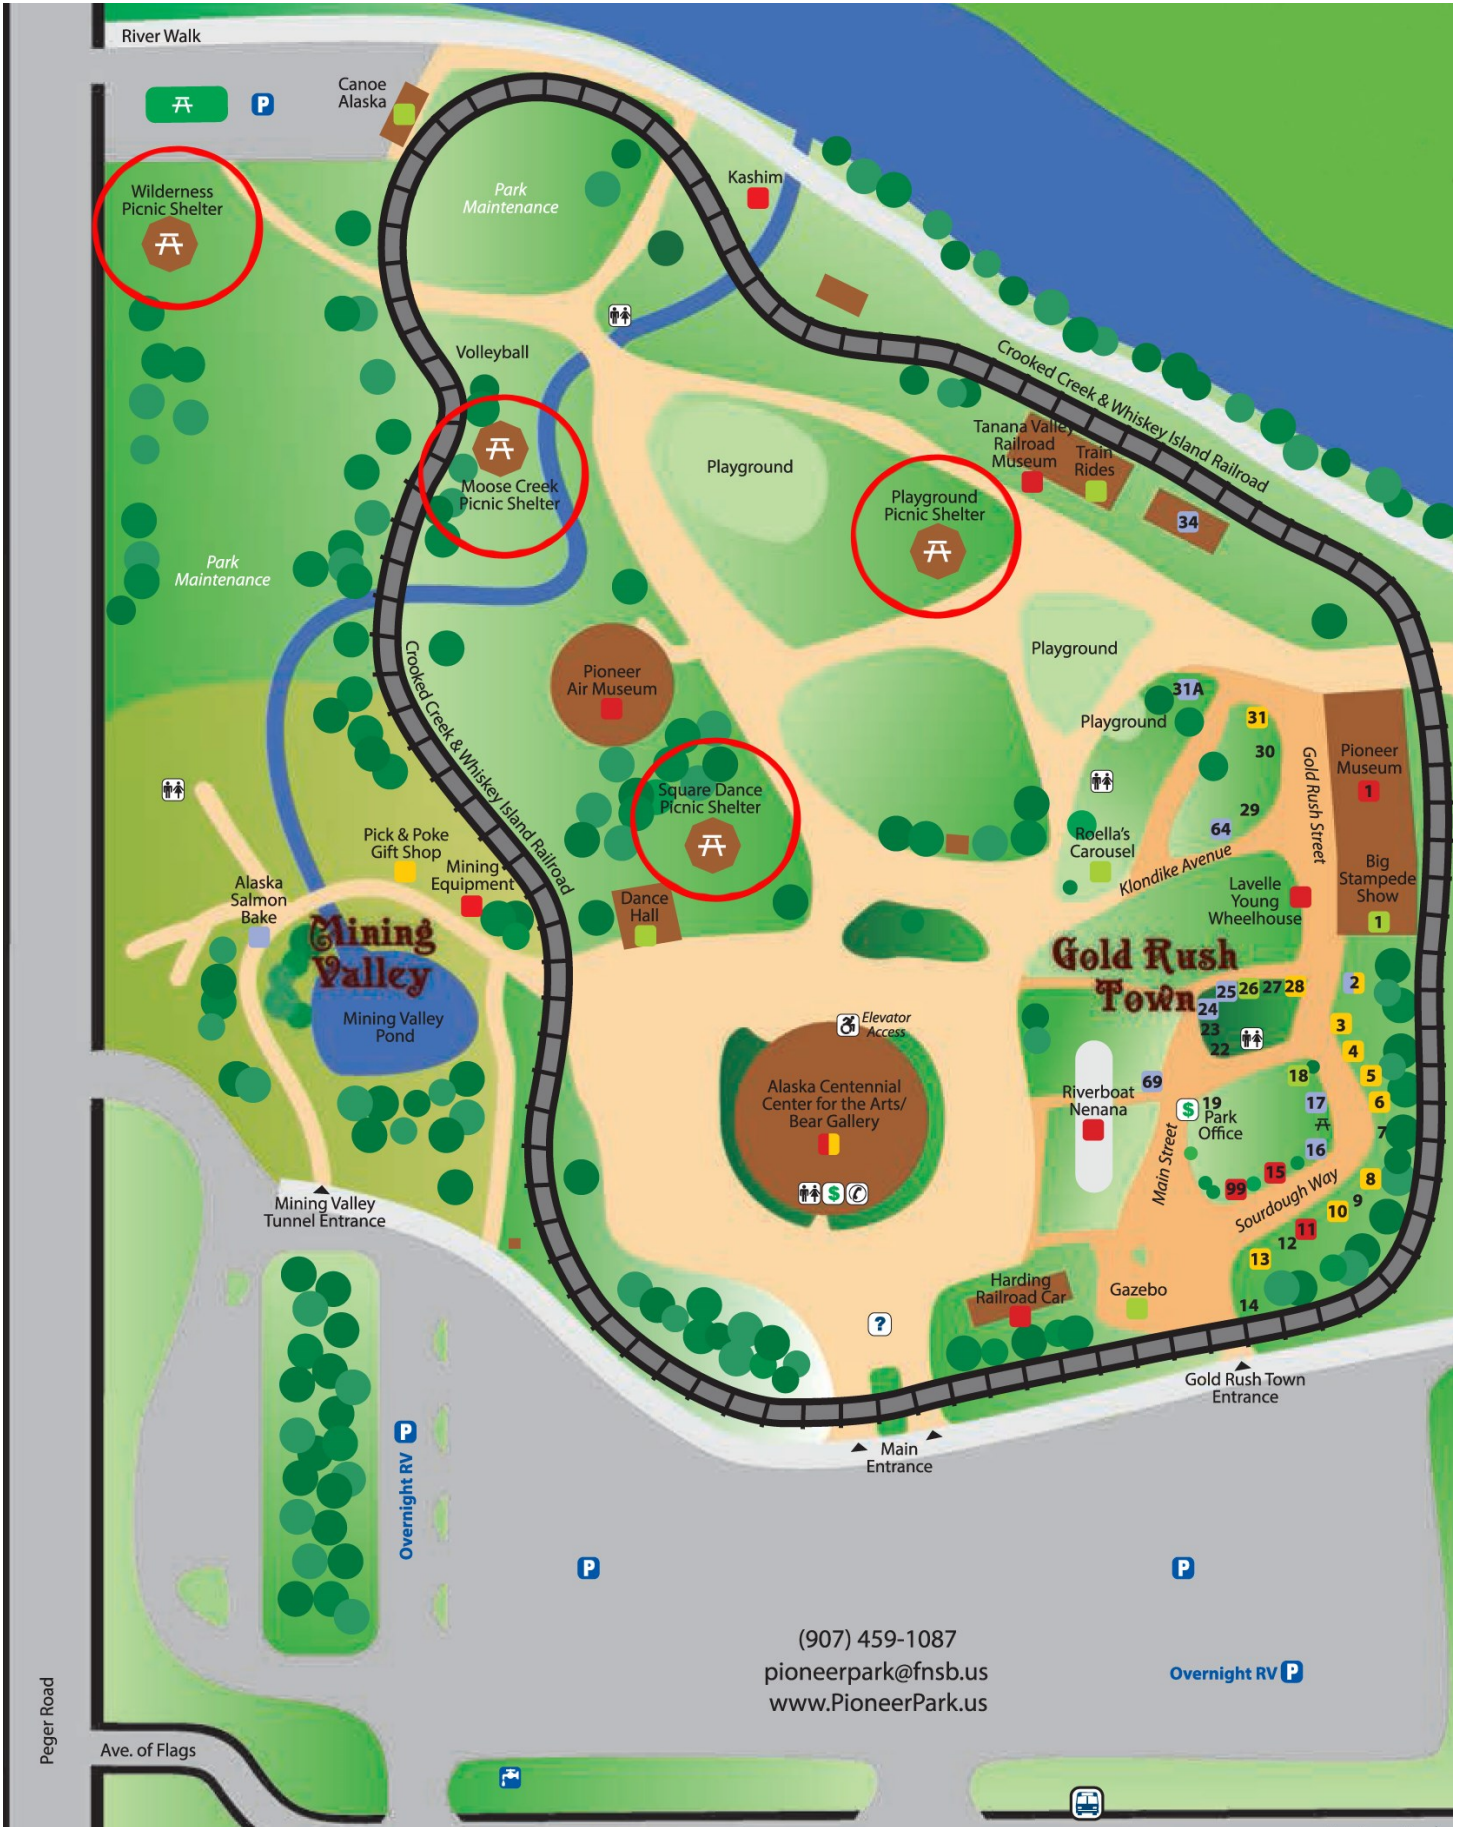 River Walk
Canoe
Alaska
P
Wilderness
Picnic Shelter
Park
Maintenance
Kashim
Volleyball
Crooked Creek & Whiskey Island Railroad
Moose Creek
Picnic Shelter
Playground
Playground
Picnic Shelter
Tanana Valley
Railroad
Museum
Train
Rides
34
Park
Maintenance
Pioneer
Air Museum
Playground
31A
Playground
31
30
29
64
Gold Rush Street
Pioneer
Museum
1
Crooked Creek & Whiskey Island Railroad
Square Dance
Picnic Shelter
Pick & Poke
Gift Shop
Mining
Equipment
Alaska
Salmon
Bake
Dance
Hall
Roella's
Carousel
Klondike Avenue
Lavelle
Young
Wheelhouse
Big
Stampede
Show
1
Mining
Valley
Mining Valley
Pond
Gold Rush
Town
25
26
27
28
24
23
22
2
3
4
5
6
7
8
9
10
11
12
13
14
Elevator
Access
Alaska Centennial
Center for the Arts/
Bear Gallery
$
Riverboat
Nenana
69
$
19
Park
Office
18
17
16
15
99
Main Street
Sourdough Way
Mining Valley
Tunnel Entrance
Harding
Railroad Car
Gazebo
?
Gold Rush Town
Entrance
Main
Entrance
Overnight RV P
P
P
(907) 459-1087
pioneerpark@fnsb.us
www.PioneerPark.us
Overnight RV P
Peger Road
Ave. of Flags